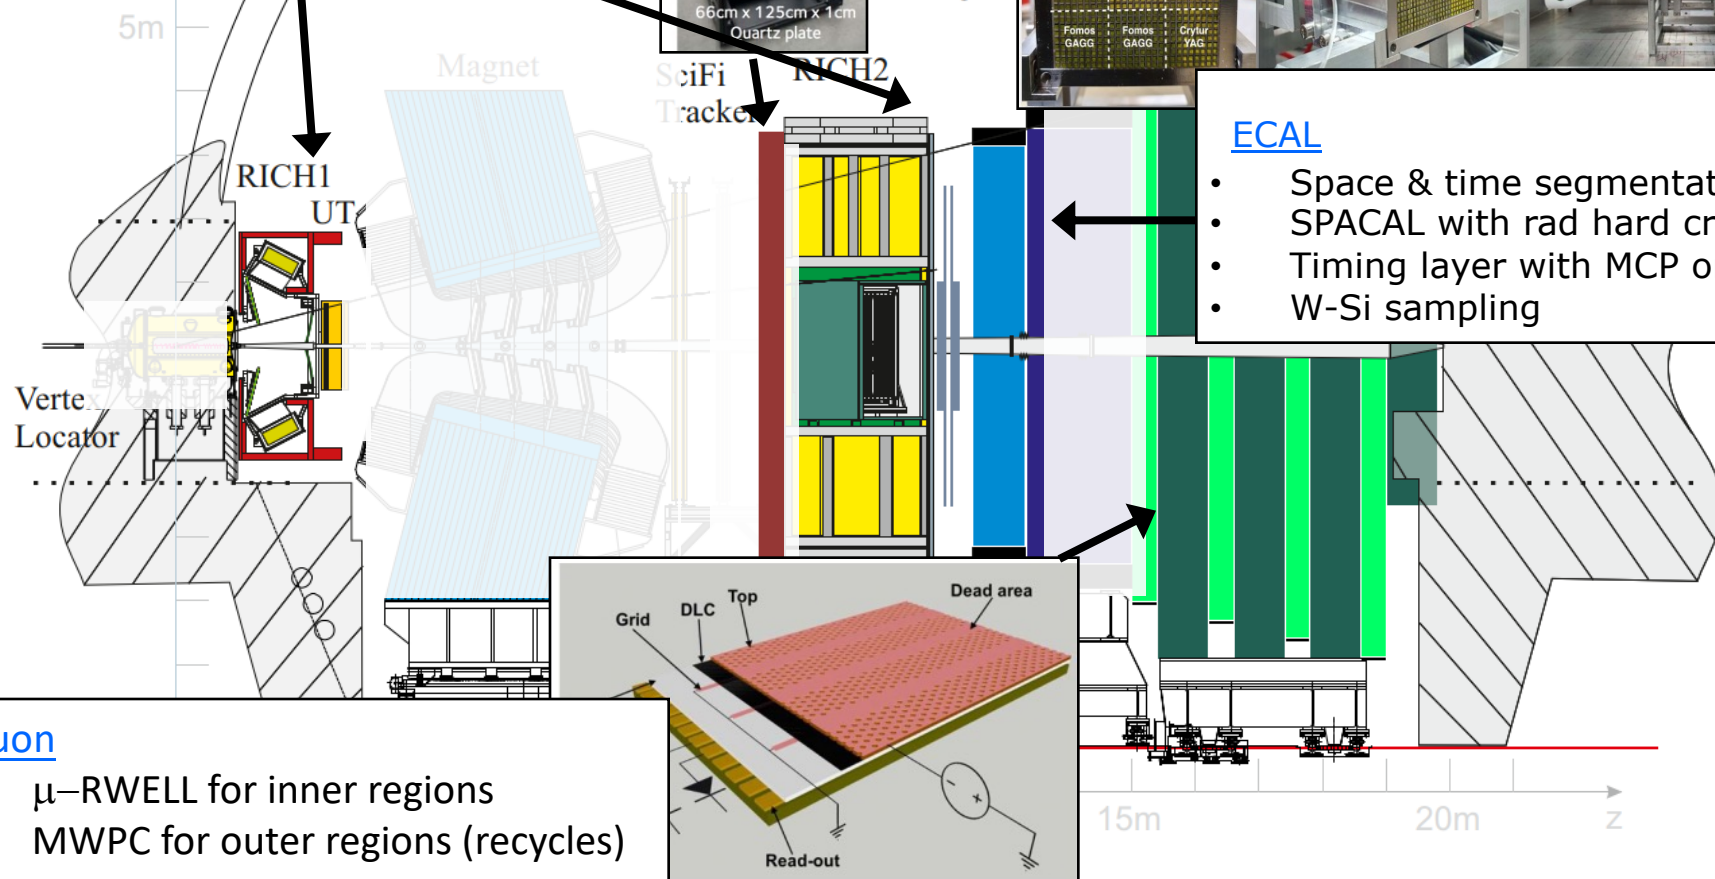 5m
66cm x 125cm x 1cm
Quartz plate
Fomos
GAGG
Fomos
GAGG
Crytur
YAG
Magnet
SciFi
Tracker
RICH2
ECAL
• Space & time segmentat
• SPACAL with rad hard cr
• Timing layer with MCP o
• W-Si sampling
RICH1
UT
Vertex
Locator
Grid
DLC
Top
Dead area
Read-out
uon
μ–RWELL for inner regions
MWPC for outer regions (recycles)
15m
20m
z